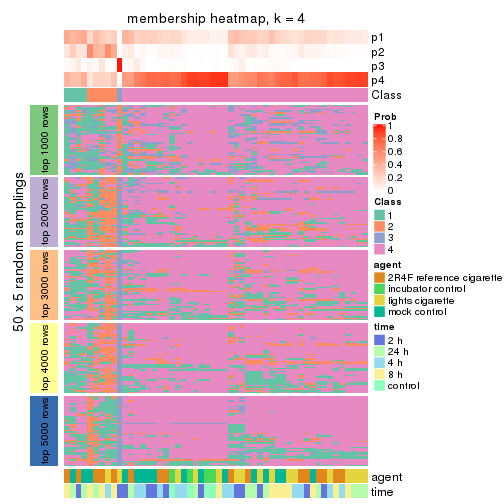 membership heatmap, k = 4
p1
p2
p3
p4
Class
50 x 5 random samplings
top 1000 rows
top 2000 rows
top 3000 rows
top 4000 rows
top 5000 rows
agent
time
Prob
1
0.8
0.6
0.4
0.2
0
Class
1
2
3
4
agent
2R4F reference cigarette
incubator control
lights cigarette
mock control
time
2 h
24 h
4 h
8 h
control